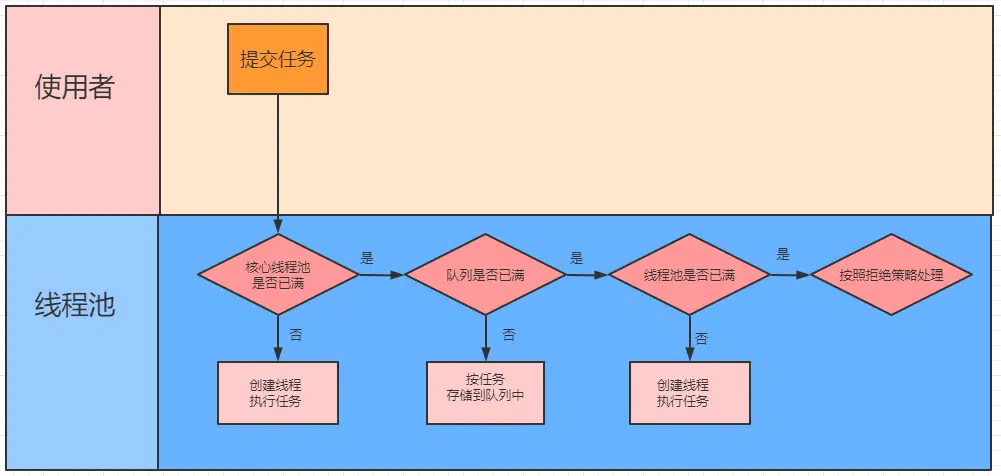 使用者
提交任务
线程池
核心线程池
是否已满
是
队列是否已满
是
线程池是否已满
是
按照拒绝策略处理
否
否
否
创建线程
执行任务
按任务
存储到队列中
创建线程
执行任务